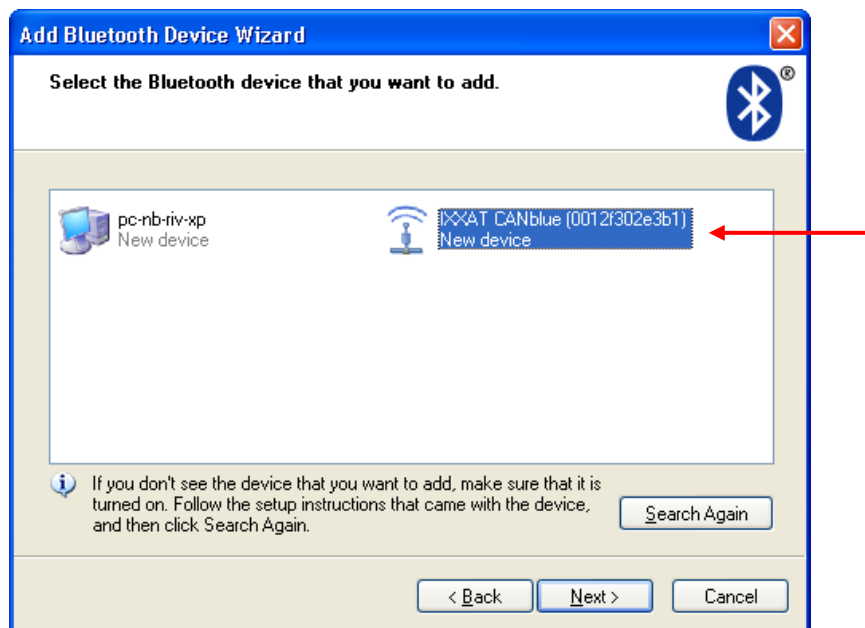 Add Bluetooth Device Wizard
Select the Bluetooth device that you want to add.
®
pc-nb-riv-xp
New device
IXXAT CANblue (0012f302e3b1)
New device
If you don't see the device that you want to add, make sure that it is
turned on. Follow the setup instructions that came with the device,
and then click Search Again.
Search Again
< Back
Next >
Cancel